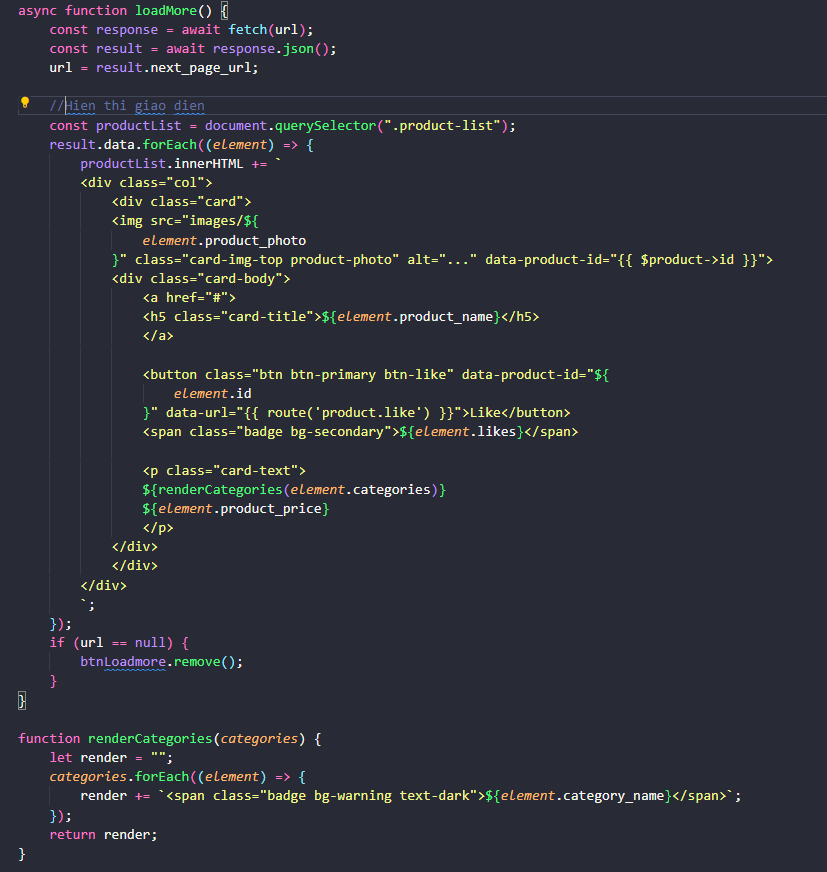 async function loadMore() {
    const response = await fetch(url);
    const result = await response.json();
    url = result.next_page_url;

    //Hien thi giao dien
    const productList = document.querySelector(".product-list");
    result.data.forEach((element) => {
        productList.innerHTML += `
        <div class="col">
            <div class="card">
            <img src="images/${
                element.product_photo
            }" class="card-img-top product-photo" alt="..." data-product-id="{{ $product->id }}">
            <div class="card-body">
                <a href="#">
                <h5 class="card-title">${element.product_name}</h5>
                </a>

                <button class="btn btn-primary btn-like" data-product-id="${
                    element.id
                }" data-url="{{ route('product.like') }}">Like</button>
                <span class="badge bg-secondary">${element.likes}</span>

                <p class="card-text">
                ${renderCategories(element.categories)}
                ${element.product_price}
                </p>
            </div>
            </div>
        </div>
        `;
    });
    if (url == null) {
        btnLoadmore.remove();
    }
}

function renderCategories(categories) {
    let render = "";
    categories.forEach((element) => {
        render += `<span class="badge bg-warning text-dark">${element.category_name}</span>`;
    });
    return render;
}